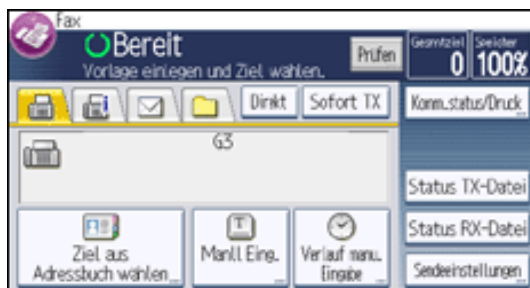 Fax
Bereit
Vorlage einlegen und Ziel wählen.
Prüfen
Gesamtziel
0
Speicher
100%
Direkt
Sofort TX
Komm.status/Druck
G3
Status TX-Datei
Status RX-Datei
Ziel aus
Adressbuch wählen
Manll Eing.
Verlauf manu.
Eingabe
Sendeeinstellungen